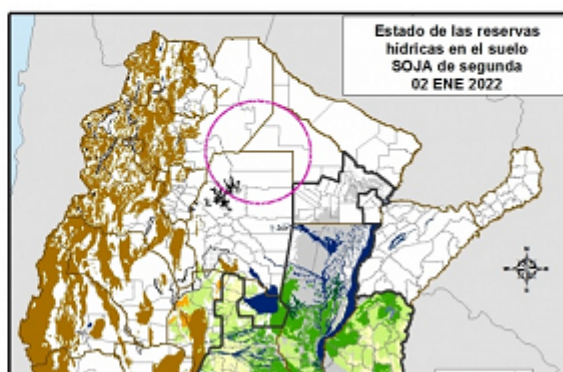 Estado de las reservas
hídricas en el suelo
SOJA de segunda
02 ENE 2022